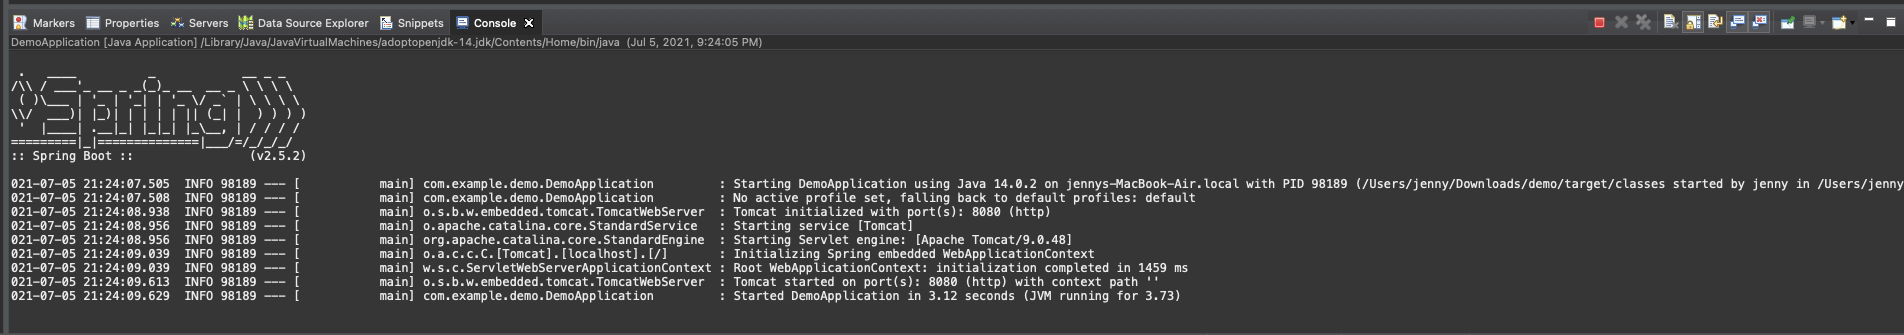 Markers Properties Servers Data Source Explorer Snippets Console
DemoApplication [Java Application] /Library/Java/JavaVirtualMachines/adoptopenjdk-14.jdk/Contents/Home/bin/java (Jul 5, 2021, 9:24:05 PM)
Spring
:: Spring Boot ::                (v2.5.2)
021-07-05 21:24:07.505  INFO 98189 --- [           main] com.example.demo.DemoApplication         : Starting DemoApplication using Java 14.0.2 on jennys-MacBook-Air.local with PID 98189 (/Users/jenny/Downloads/demo/target/classes started by jenny in /Users/jenny
021-07-05 21:24:07.508  INFO 98189 --- [           main] com.example.demo.DemoApplication         : No active profile set, falling back to default profiles: default
021-07-05 21:24:08.938  INFO 98189 --- [           main] o.s.b.w.embedded.tomcat.TomcatWebServer  : Tomcat initialized with port(s): 8080 (http)
021-07-05 21:24:08.956  INFO 98189 --- [           main] o.apache.catalina.core.StandardService   : Starting service [Tomcat]
021-07-05 21:24:08.956  INFO 98189 --- [           main] org.apache.catalina.core.StandardEngine  : Starting Servlet engine: [Apache Tomcat/9.0.48]
021-07-05 21:24:09.039  INFO 98189 --- [           main] o.a.c.c.C.[Tomcat].[localhost].[/]       : Initializing Spring embedded WebApplicationContext
021-07-05 21:24:09.039  INFO 98189 --- [           main] w.s.c.ServletWebServerApplicationContext : Root WebApplicationContext: initialization completed in 1459 ms
021-07-05 21:24:09.613  INFO 98189 --- [           main] o.s.b.w.embedded.tomcat.TomcatWebServer  : Tomcat started on port(s): 8080 (http) with context path ''
021-07-05 21:24:09.629  INFO 98189 --- [           main] com.example.demo.DemoApplication         : Started DemoApplication in 3.12 seconds (JVM running for 3.73)